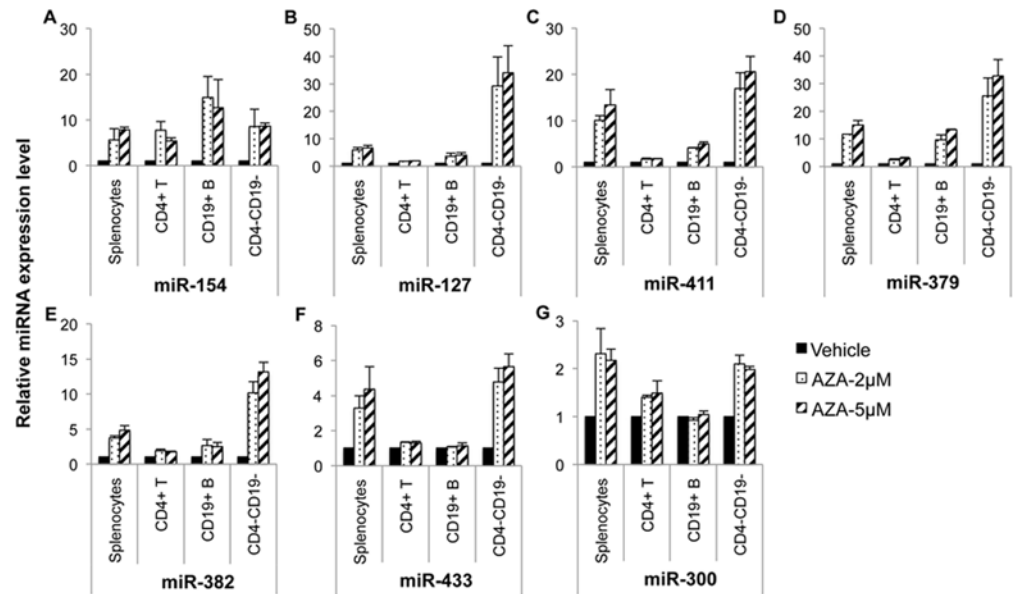 A
B
C
D
Relative miRNA expression level
30
20
10
0
Splenocytes
CD4+ T
CD19+ B
CD4-CD19-
miR-154
50
40
30
20
10
0
Splenocytes
CD4+ T
CD19+ B
CD4-CD19-
miR-127
30
20
10
0
Splenocytes
CD4+ T
CD19+ B
CD4-CD19-
miR-411
50
40
30
20
10
0
Splenocytes
CD4+ T
CD19+ B
CD4-CD19-
miR-379
E
20
15
10
5
0
Splenocytes
CD4+ T
CD19+ B
CD4-CD19-
miR-382
F
8
6
4
2
0
Splenocytes
CD4+ T
CD19+ B
CD4-CD19-
miR-433
G
3
2
1
0
Splenocytes
CD4+ T
CD19+ B
CD4-CD19-
miR-300
Vehicle
AZA-2µM
AZA-5µM